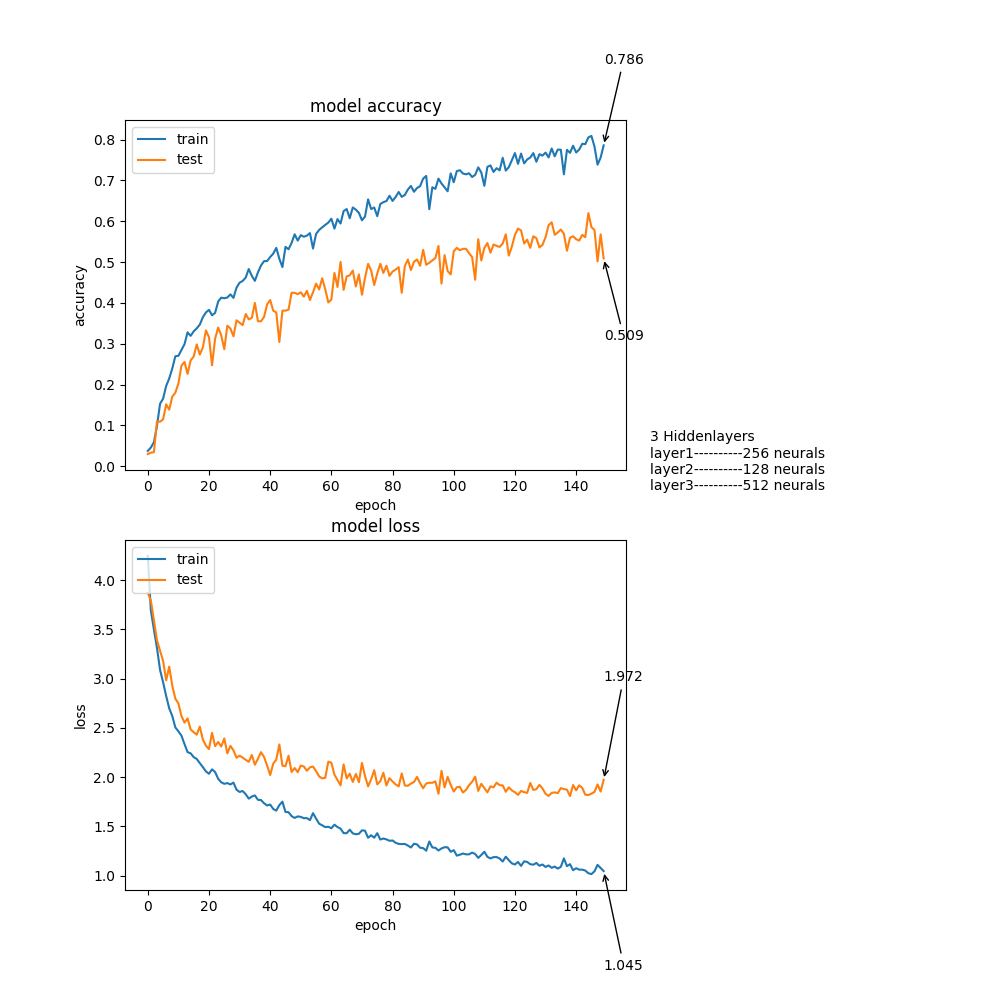 0.786
model accuracy
train
test
0.8
0.7
0.6
0.5
0.4
0.3
0.2
0.1
0.0
accuracy
0.509
0 20 40 60 80 100 120 140
epoch
3 Hiddenlayers
layer1----------256 neurals
layer2----------128 neurals
layer3----------512 neurals
model loss
train
test
4.0
3.5
3.0
2.5
2.0
1.5
1.0
loss
1.972
0 20 40 60 80 100 120 140
epoch
1.045